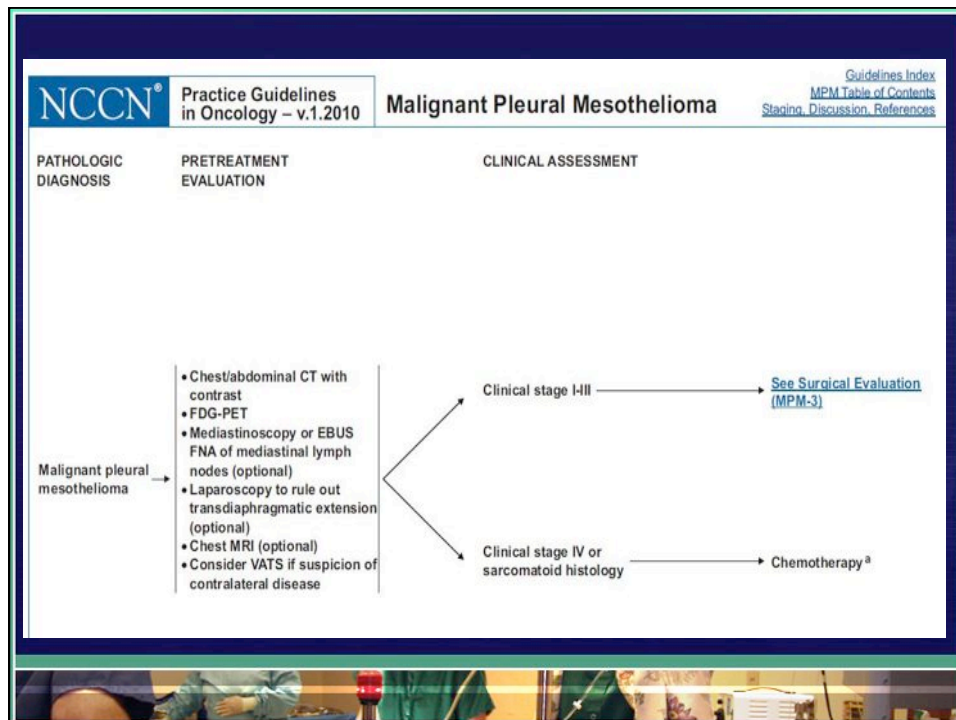 NCCN®
Practice Guidelines
in Oncology – v.1.2010
Malignant Pleural Mesothelioma
Guidelines Index
MPM Table of Contents
Staging, Discussion, References
PATHOLOGIC
DIAGNOSIS
PRETREATMENT
EVALUATION
CLINICAL ASSESSMENT
Malignant pleural
mesothelioma
• Chest/abdominal CT with
contrast
• FDG-PET
• Mediastinoscopy or EBUS
FNA of mediastinal lymph
nodes (optional)
• Laparoscopy to rule out
transdiaphragmatic extension
(optional)
• Chest MRI (optional)
• Consider VATS if suspicion of
contralateral disease
Clinical stage I-III
See Surgical Evaluation
(MPM-3)
Clinical stage IV or
sarcomatoid histology
Chemotherapy a